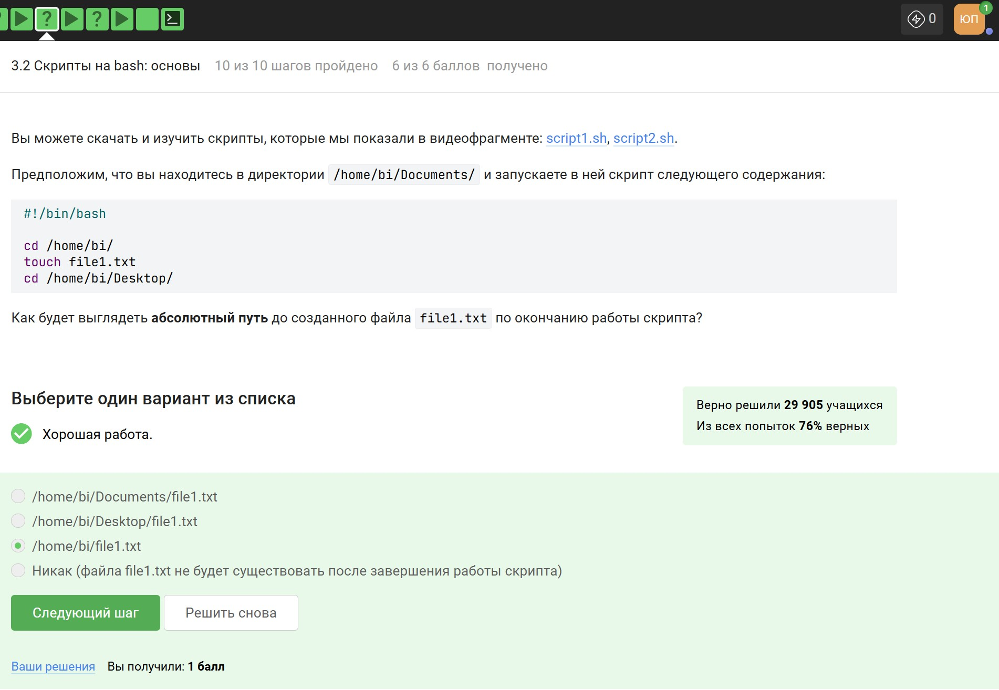 ? ? ? >_ 0 ЮП 1
3.2 Скрипты на bash: основы 10 из 10 шагов пройдено 6 из 6 баллов получено
Вы можете скачать и изучить скрипты, которые мы показали в видеофрагменте: script1.sh, script2.sh.
Предположим, что вы находитесь в директории /home/bi/Documents/ и запускаете в ней скрипт следующего содержания:
#!/bin/bash
cd /home/bi/
touch file1.txt
cd /home/bi/Desktop/
Как будет выглядеть абсолютный путь до созданного файла file1.txt по окончанию работы скрипта?
Выберите один вариант из списка
Хорошая работа.
Верно решили 29 905 учащихся
Из всех попыток 76% верных
/home/bi/Documents/file1.txt
/home/bi/Desktop/file1.txt
/home/bi/file1.txt
Никак (файла file1.txt не будет существовать после завершения работы скрипта)
Следующий шаг Решить снова
Ваши решения Вы получили: 1 балл